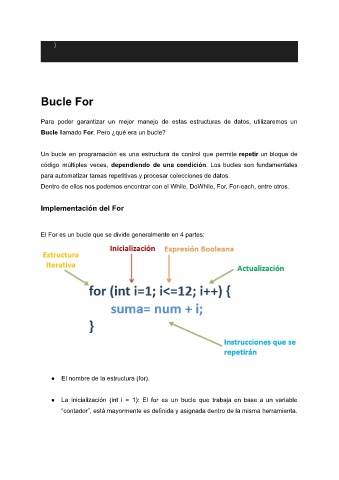 }
Bucle For
Para poder garantizar un mejor manejo de estas estructuras de datos, utilizaremos un
Bucle llamado For. Pero ¿qué era un bucle?
Un bucle en programación es una estructura de control que permite repetir un bloque de
código múltiples veces, dependiendo de una condición. Los bucles son fundamentales
para automatizar tareas repetitivas y procesar colecciones de datos.
Dentro de ellos nos podemos encontrar con el While, DoWhile, For, For-each, entre otros.
Implementación del For
El For es un bucle que se divide generalmente en 4 partes:
Inicialización Expresión Booleana
Estructura
Iterativa
Actualización
for (int i=1; i<=12; i++) {
suma= num + i;
}
Instrucciones que se
repetirán
● El nombre de la estructura (for).
● La inicialización (int i = 1): El for es un bucle que trabaja en base a un variable
"contador", está mayormente es definida y asignada dentro de la misma herramienta.